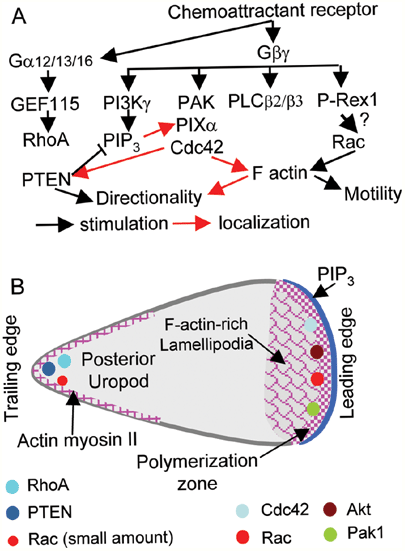 A
Chemoattractant receptor
Gα12/13/16
Gβγ
GEF115 PI3Kγ PAK PLCβ2/β3 P-Rex1
PIXα ?
RhoA PIP3 Cdc42 Rac
PTEN F actin
Directionality Motility
stimulation localization
B
PIP3
F-actin-rich
Lamellipodia
Posterior
Uropod
Trailing edge
Leading edge
Actin myosin II
Polymerization
zone
RhoA
PTEN
Rac (small amount)
Cdc42 Akt
Rac Pak1